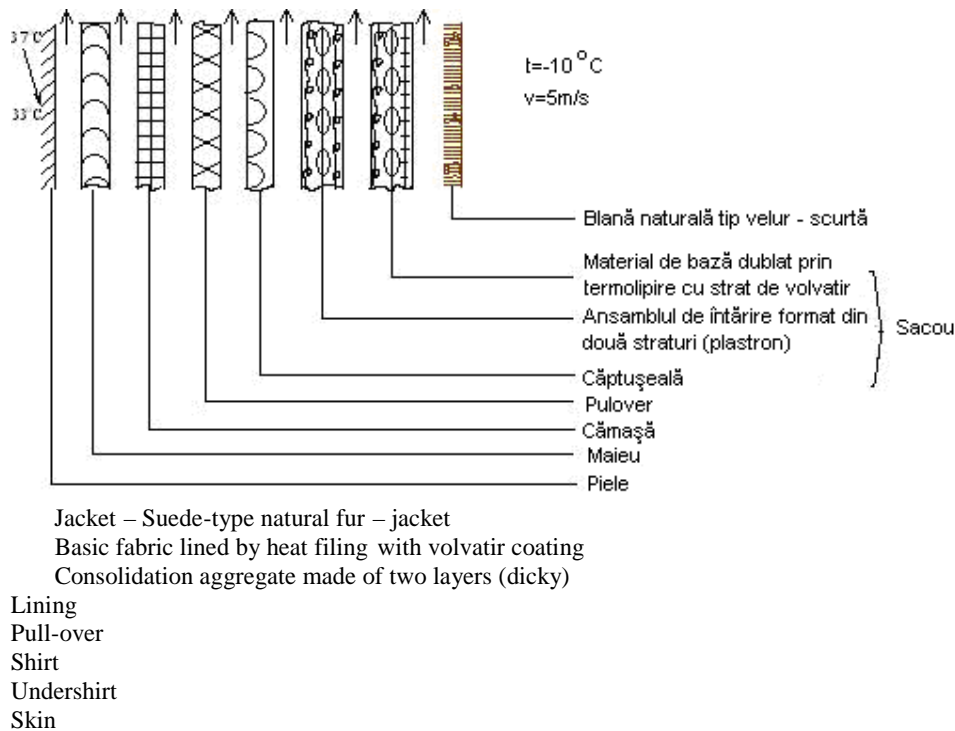 37°C
33°C
t=-10 °C
v=5m/s
Blană naturală tip velur - scurtă
Material de bază dublat prin
termolipire cu strat de volvatir
Ansamblul de întărire format din
două straturi (plastron)
Sacou
Căptuşeală
Pulover
Cămaşă
Maieu
Piele
Jacket – Suede-type natural fur – jacket
Basic fabric lined by heat filing with volvatir coating
Consolidation aggregate made of two layers (dicky)
Lining
Pull-over
Shirt
Undershirt
Skin